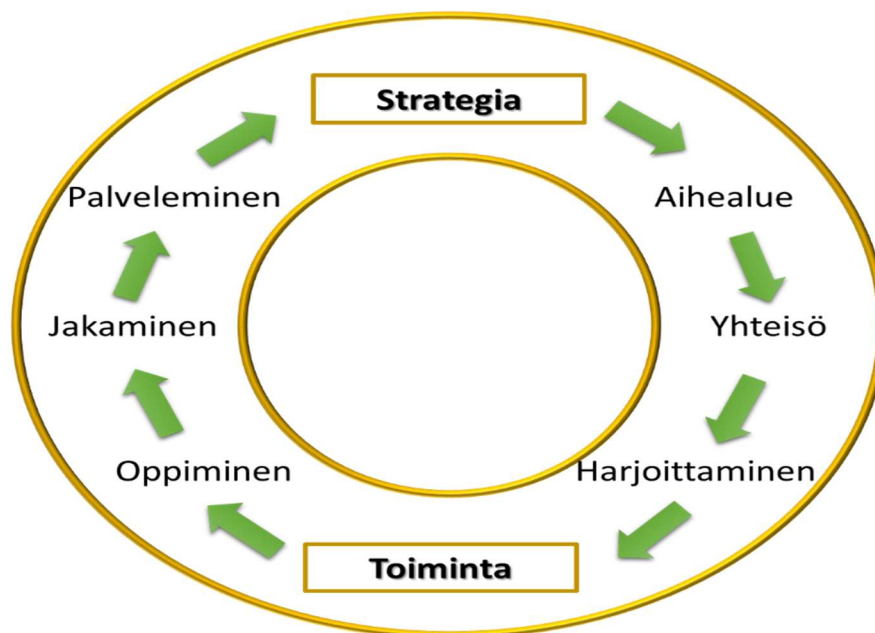 Strategia
Aihealue
Yhteisö
Harjoittaminen
Toiminta
Oppiminen
Jakaminen
Palveleminen